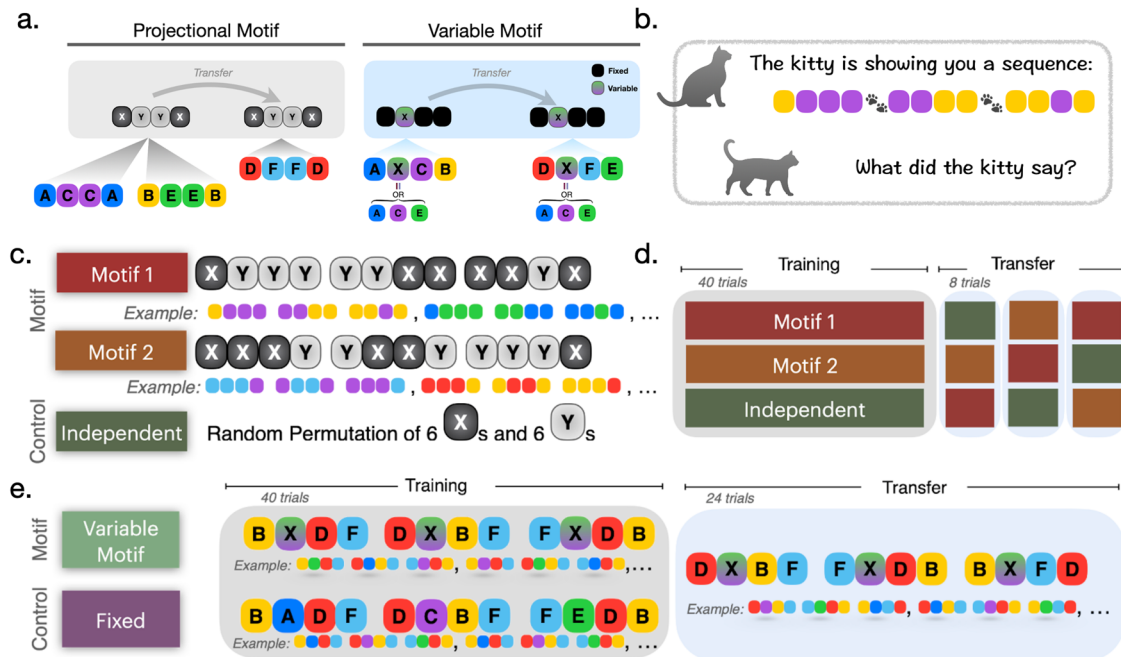 a.
Projectional Motif
Variable Motif
Transfer
Transfer
Fixed
Variable
X Y Y X
X Y Y X
X
X
D F F D
A X C B
D X F E
A C C A
B E E B
OR
OR
A C E
A C E
b.
The kitty is showing you a sequence:
What did the kitty say?
c.
Motif
Motif 1
X Y Y Y Y Y X X X X Y X
Example: , , ...
Motif 2
X X X Y Y X X Y Y Y Y X
Example: , , ...
Control
Independent
Random Permutation of 6 X s and 6 Y s
d.
Training
Transfer
40 trials
8 trials
Motif 1
Motif 2
Independent
e.
Training
Transfer
40 trials
24 trials
Motif
Variable
Motif
B X D F D X B F F X D B
Example: , ,...
D X B F F X D B B X F D
Example: , , ...
Control
Fixed
B A D F D C B F F E D B
Example: , , ...